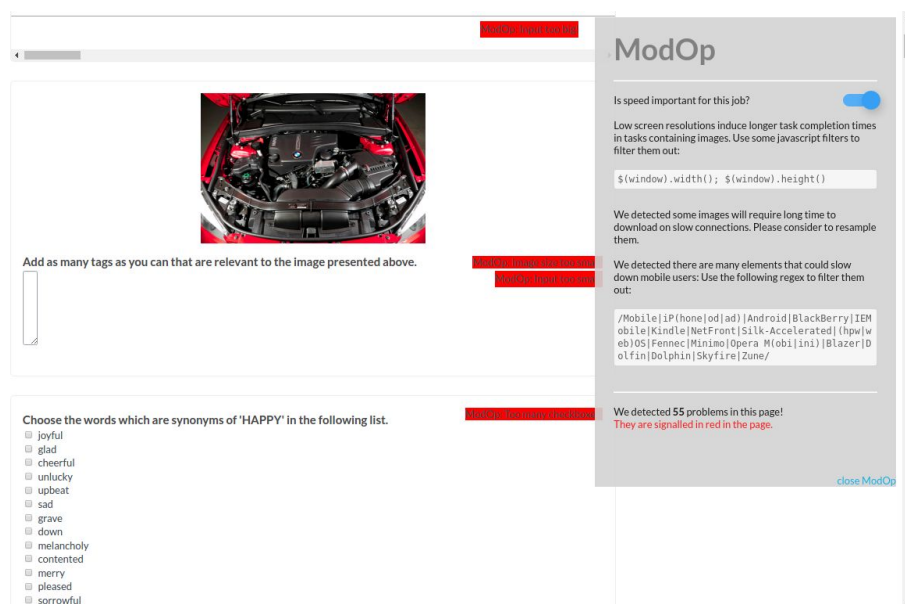 ModOp: Input too big
ModOp
Is speed important for this job?
Low screen resolutions induce longer task completion times
in tasks containing images. Use some javascript filters to
filter them out:
$(window).width(); $(window).height()
We detected some images will require long time to
download on slow connections. Please consider to resample
them.
We detected there are many elements that could slow
down mobile users: Use the following regex to filter them
out:
/Mobile|iP(hone|od|ad)|Android|BlackBerry|IEM
obile|Kindle|NetFront|Silk-Accelerated|(hpw|w
eb)OS|Fennec|Minimo|Opera M(obi|ini)|Blazer|D
olfin|Dolphin|Skyfire|Zune/
We detected 55 problems in this page!
They are signalled in red in the page.
close ModOp
Add as many tags as you can that are relevant to the image presented above.
ModOp: Image size too
ModOp: Input too
Choose the words which are synonyms of 'HAPPY' in the following list.
ModOp: Too many
joyful
glad
cheerful
unlucky
upbeat
sad
grave
down
melancholy
contented
merry
pleased
sorrowful